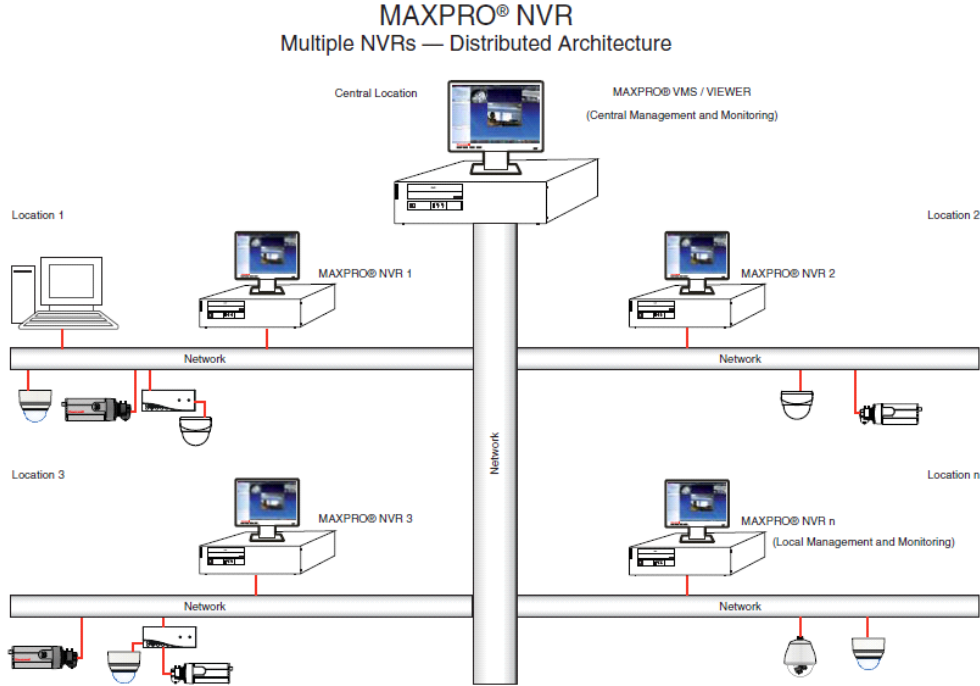 MAXPRO® NVR
Multiple NVRs — Distributed Architecture
Central Location
MAXPRO® VMS / VIEWER
(Central Management and Monitoring)
Location 1
Location 2
MAXPRO® NVR 1
MAXPRO® NVR 2
Network
Network
Network
Location 3
Location n
MAXPRO® NVR 3
MAXPRO® NVR n
(Local Management and Monitoring)
Network
Network